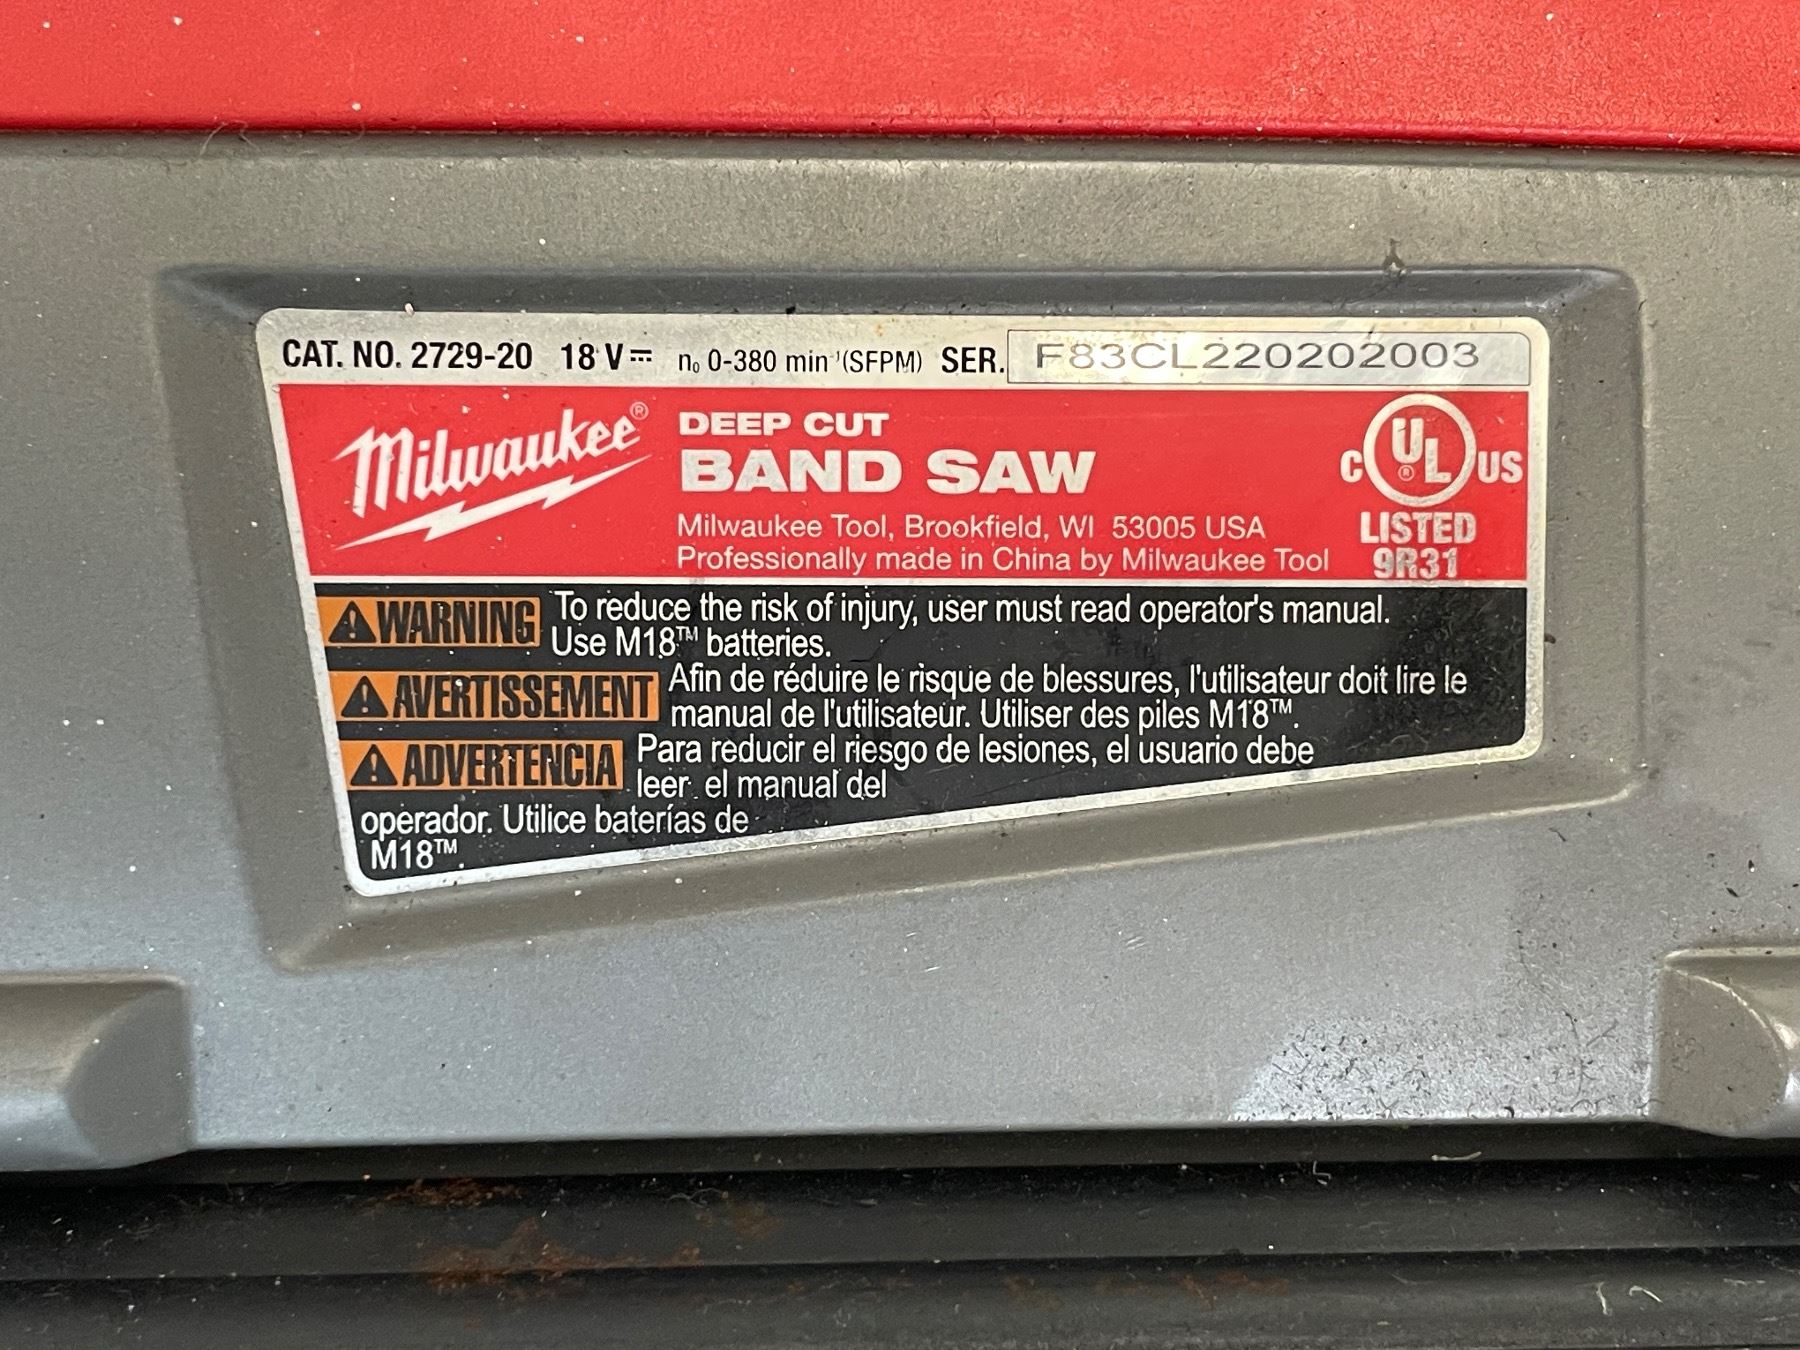 CAT. NO. 2729-20 18 V⎓ n₀ 0-380 min⁻¹(SFPM) SER. F83CL220202003
Milwaukee®
DEEP CUT
BAND SAW
Milwaukee Tool, Brookfield, WI 53005 USA
Professionally made in China by Milwaukee Tool
C UL® US
LISTED
9R31
WARNING To reduce the risk of injury, user must read operator's manual.
Use M18™ batteries.
AVERTISSEMENT Afin de réduire le risque de blessures, l'utilisateur doit lire le
manual de l'utilisateur. Utiliser des piles M18™.
ADVERTENCIA Para reducir el riesgo de lesiones, el usuario debe
leer el manual del
operador. Utilice baterías de
M18™.